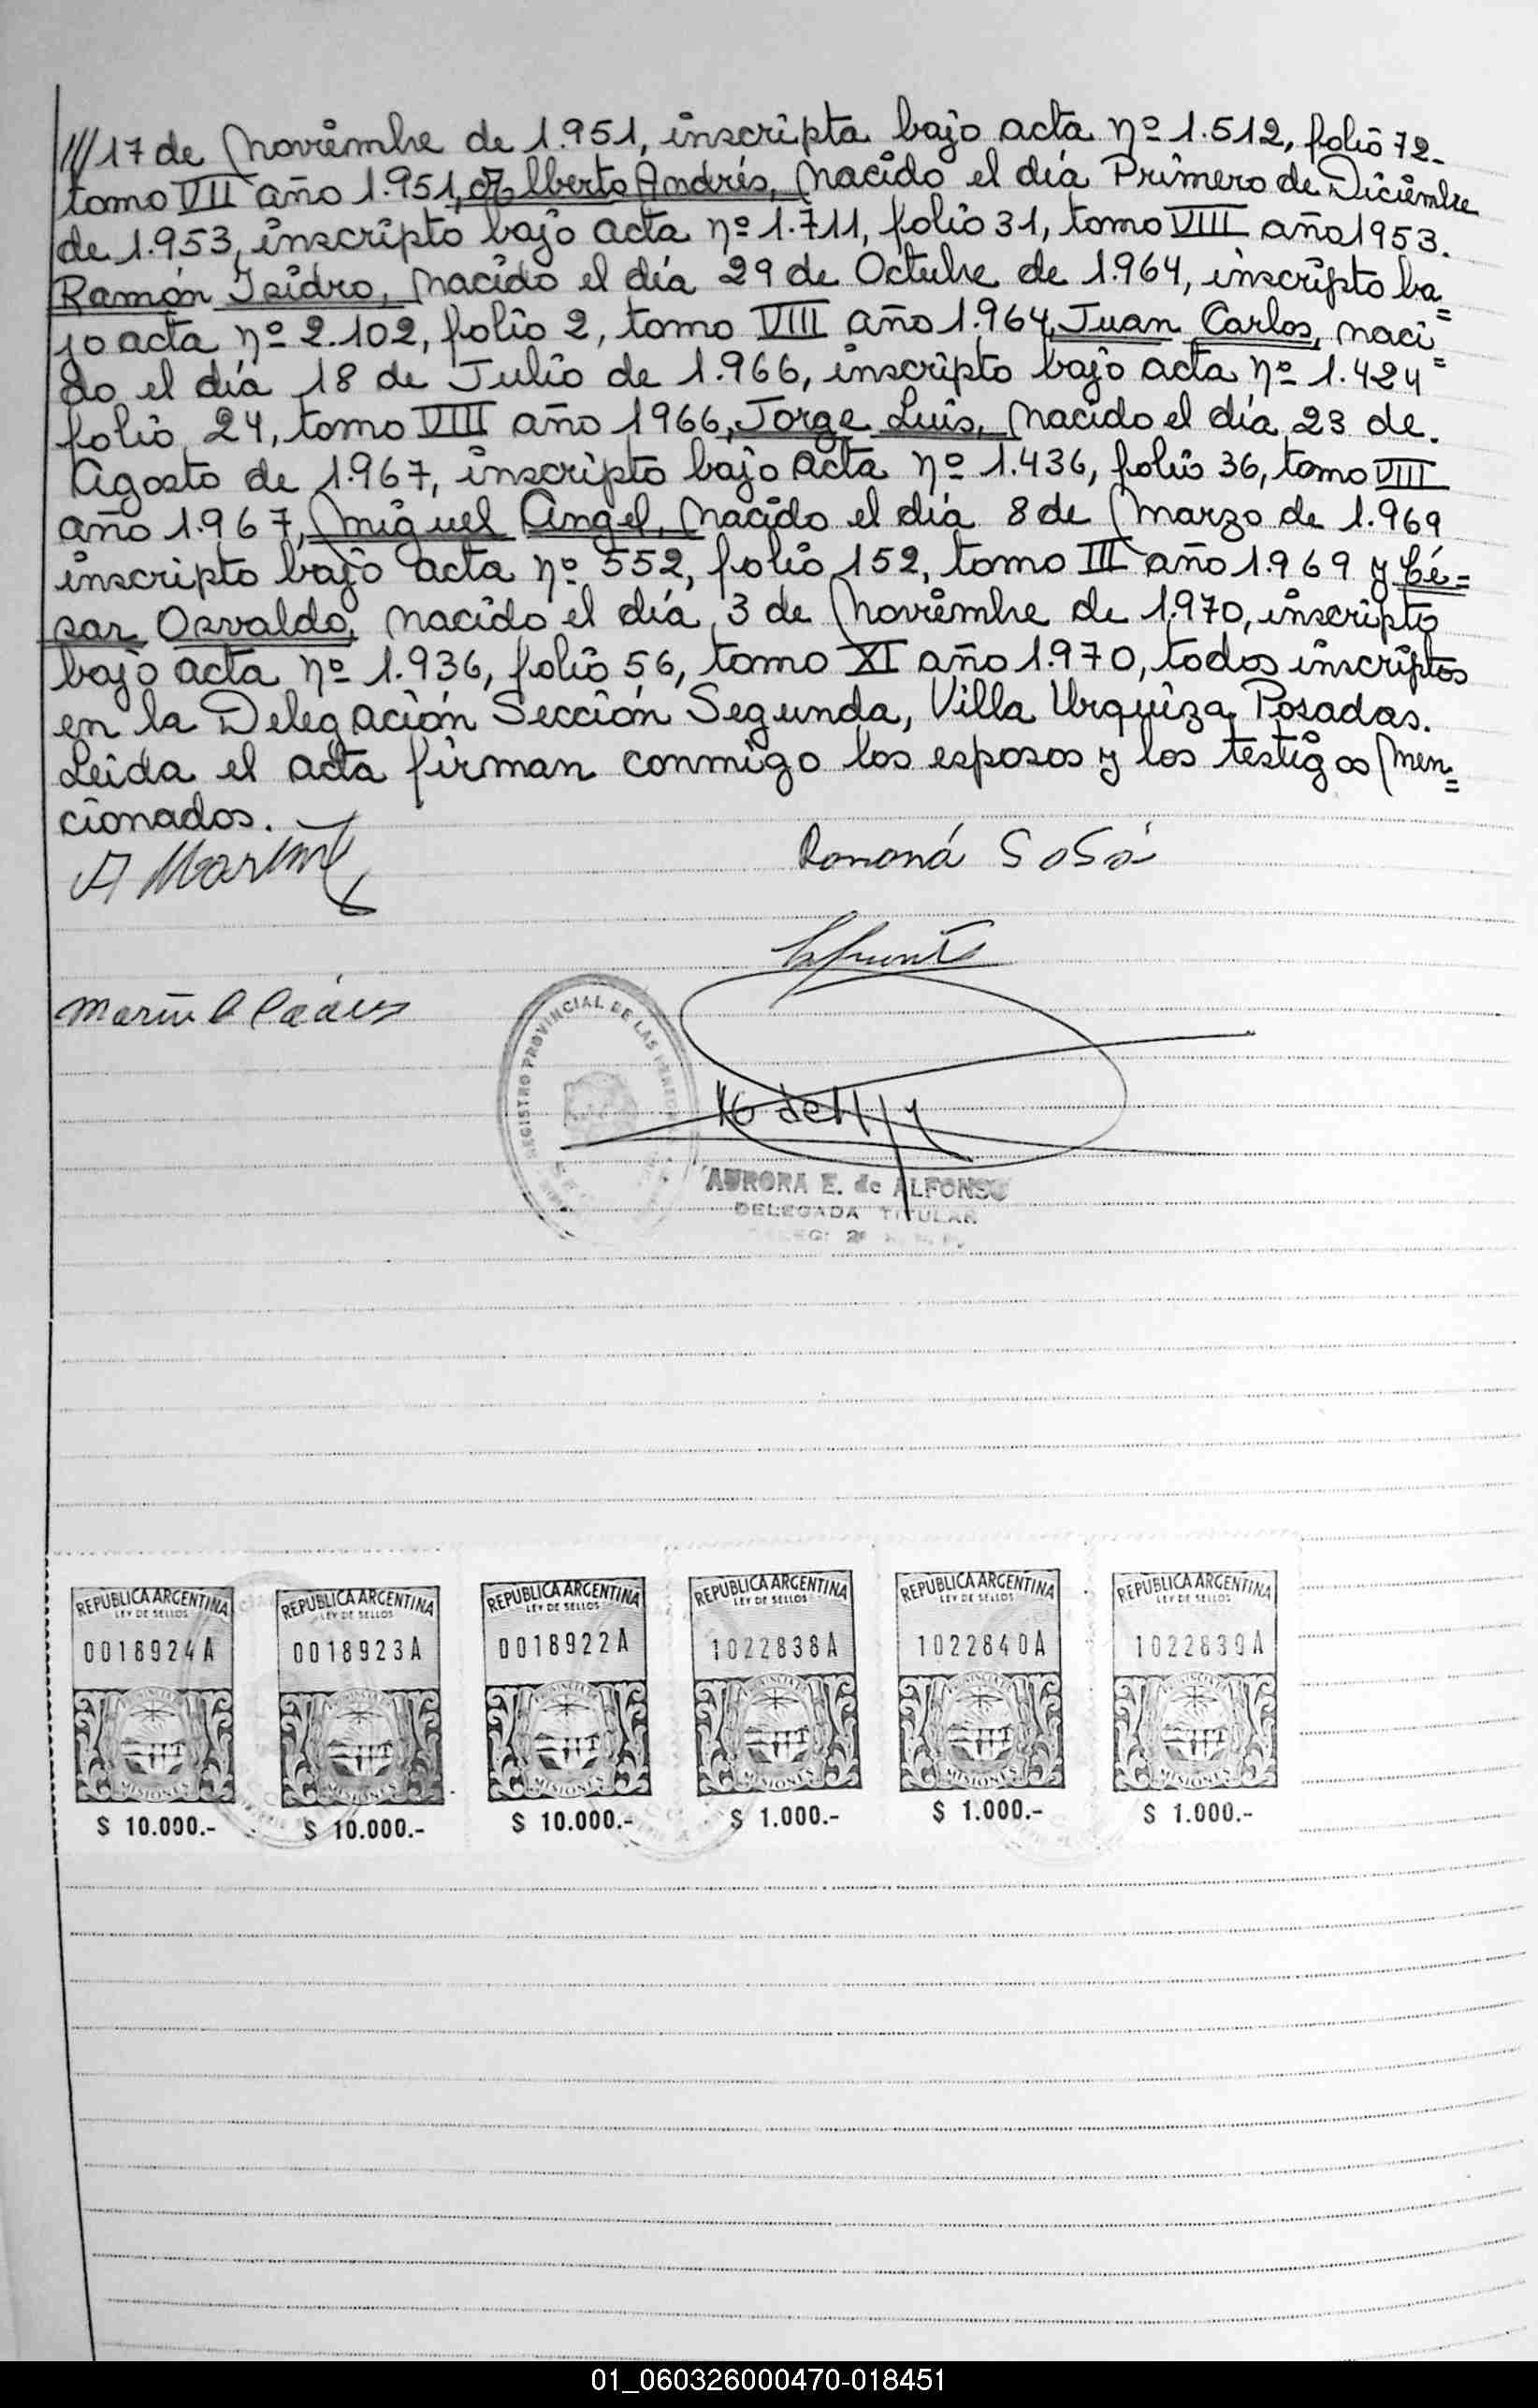 ///17 de Noviembre de 1.951, inscripta bajo acta nº 1.512, folio 72-
tomo VII año 1.951, Alberto Andrés, nacido el día Primero de Diciembre
de 1.953, inscripto bajo acta nº 1.711, folio 31, tomo VIII año 1953.
Ramón Isidro, nacido el día 29 de Octubre de 1.964, inscripto ba=
jo acta nº 2.102, folio 2, tomo VIII año 1.964, Juan Carlos, naci=
do el día 18 de Julio de 1.966, inscripto bajo acta nº 1.424
folio 24, tomo VIII año 1966, Jorge Luis, nacido el día 23 de.
Agosto de 1.967, inscripto bajo acta nº 1.436, folio 36, tomo VIII
año 1.967, Miguel Angel, nacido el día 8 de Marzo de 1.969
inscripto bajo acta nº 552, folio 152, tomo III año 1.969 y Cé=
sar Osvaldo, nacido el día 3 de Noviembre de 1.970, inscripto
bajo acta nº 1.936, folio 56, tomo XI año 1.970, todos inscriptos
en la Delegación Sección Segunda, Villa Urquiza Posadas.
Leida el acta firman conmigo los esposos y los testigos men=
cionados.
Ramona Sosa
REGISTRO PROVINCIAL DE LAS
AURORA E. de ALFONSO
DELEGADA TITULAR
REPUBLICA ARGENTINA REPUBLICA ARGENTINA REPUBLICA ARGENTINA REPUBLICA ARGENTINA REPUBLICA ARGENTINA REPUBLICA ARGENTINA
LEY DE SELLOS LEY DE SELLOS LEY DE SELLOS LEY DE SELLOS LEY DE SELLOS LEY DE SELLOS
0018924A 0018923A 0018922A 1022838A 1022840A 1022839A
MISIONES MISIONES MISIONES MISIONES MISIONES MISIONES
$ 10.000.- $ 10.000.- $ 10.000.- $ 1.000.- $ 1.000.- $ 1.000.-
01_060326000470-018451